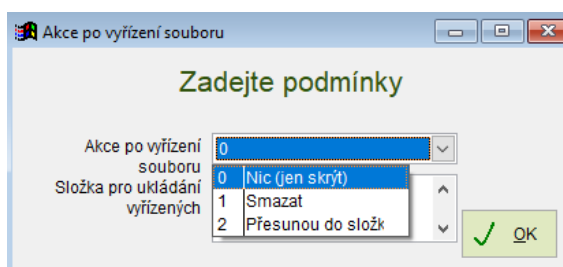 Akce po vyřízení souboru
Zadejte podmínky
Akce po vyřízení souboru
0
0 Nic (jen skrýt)
1 Smazat
2 Přesunou do složk
Složka pro ukládání
vyřízených
OK